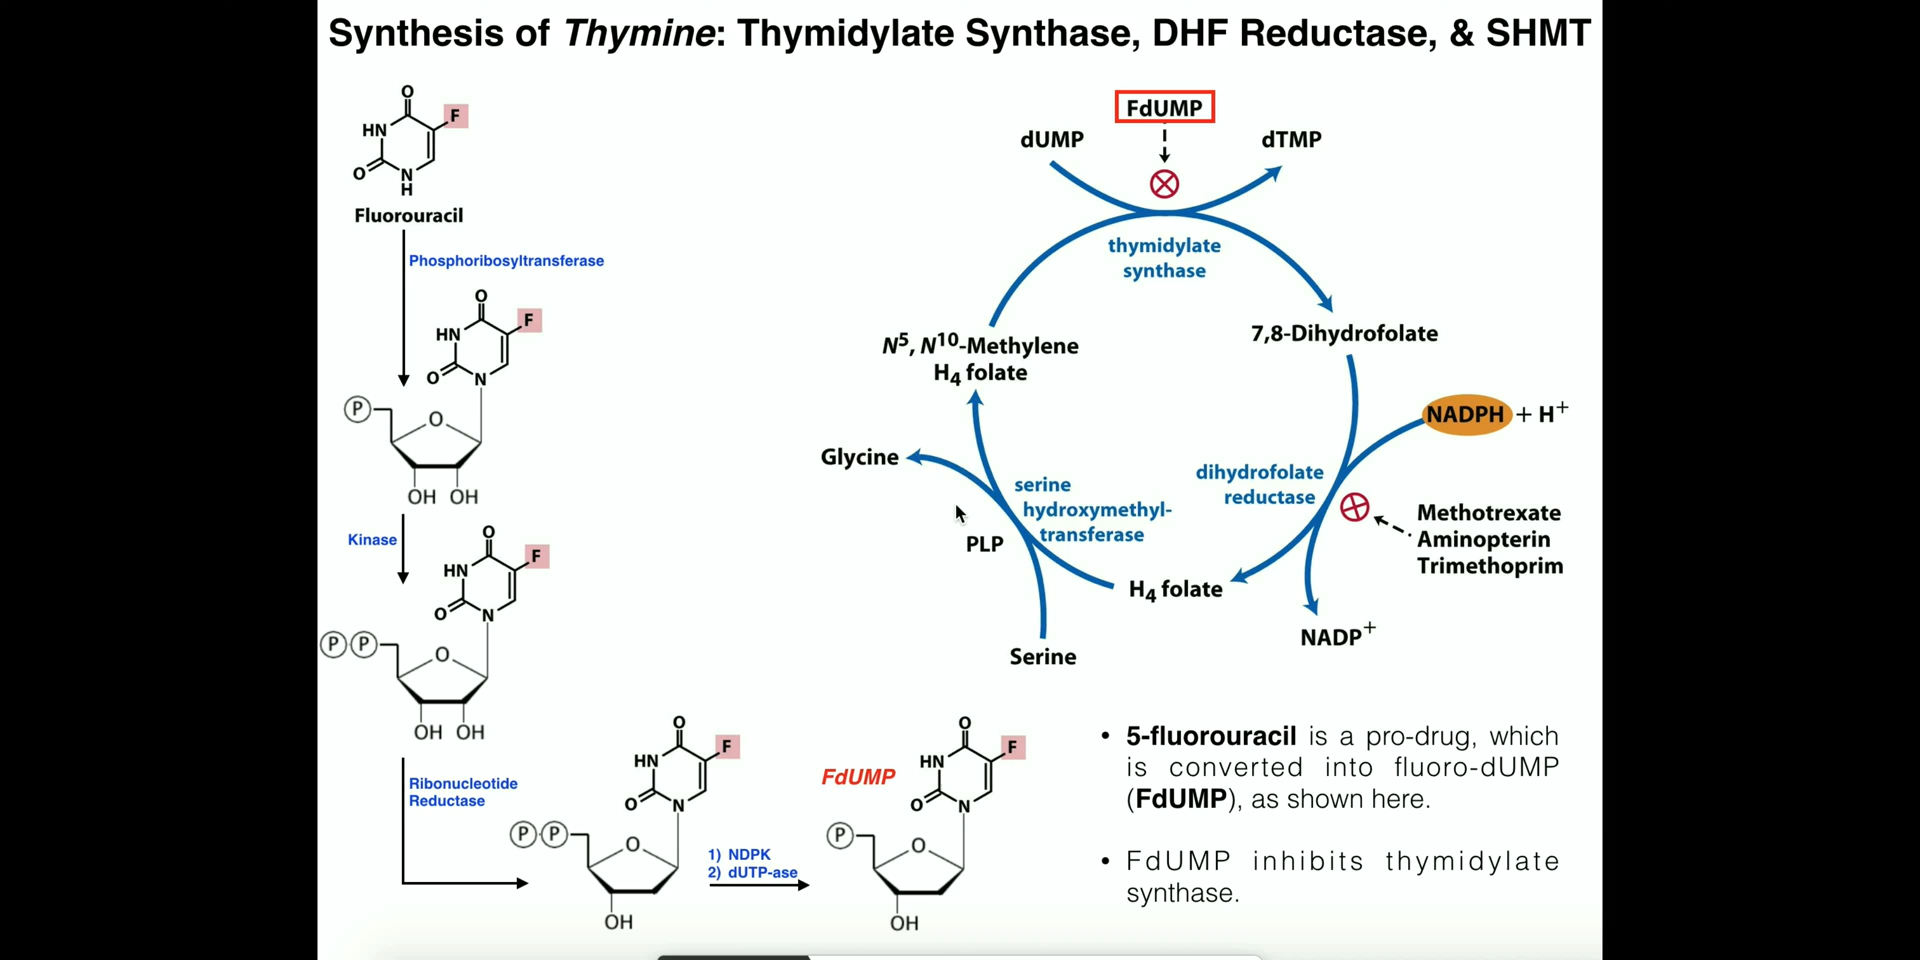 Synthesis of Thymine: Thymidylate Synthase, DHF Reductase, & SHMT
O
F
HN
O
N
H
Fluorouracil
Phosphoribosyltransferase
O
F
HN
O
N
P
O
OH OH
Kinase
O
F
HN
O
N
P P
O
OH OH
Ribonucleotide
Reductase
O
F
HN
O
N
P P
O
OH
1) NDPK
2) dUTP-ase
FdUMP
O
F
HN
O
N
P
O
OH
FdUMP
dUMP
dTMP
thymidylate
synthase
N5, N10-Methylene
H4 folate
7,8-Dihydrofolate
NADPH + H+
Glycine
serine
hydroxymethyl-
transferase
PLP
dihydrofolate
reductase
Methotrexate
Aminopterin
Trimethoprim
H4 folate
NADP+
Serine
• 5-fluorouracil is a pro-drug, which
is converted into fluoro-dUMP
(FdUMP), as shown here.
• FdUMP inhibits thymidylate
synthase.